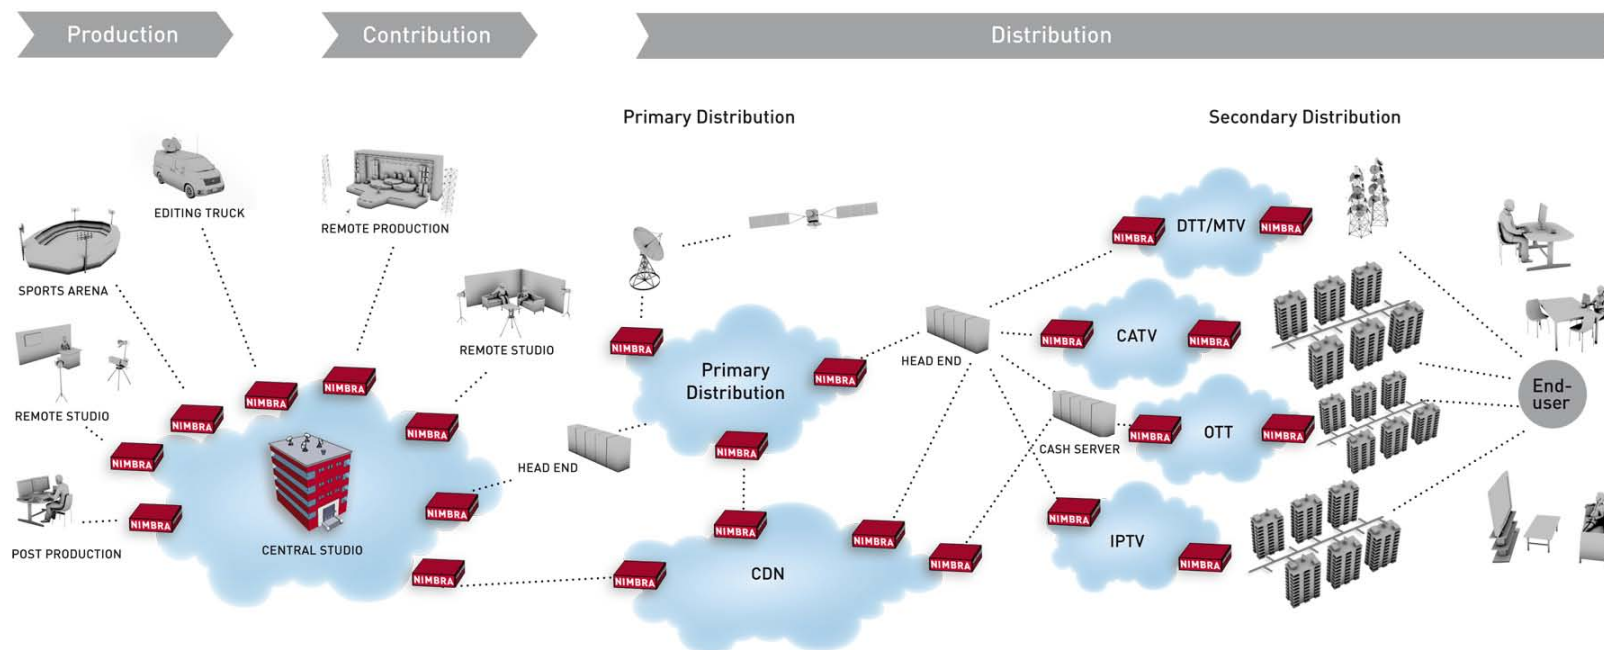 Production
Contribution
Distribution
Primary Distribution
Secondary Distribution
EDITING TRUCK
REMOTE PRODUCTION
SPORTS ARENA
REMOTE STUDIO
REMOTE STUDIO
POST PRODUCTION
CENTRAL STUDIO
NIMBRA
NIMBRA
NIMBRA
NIMBRA
NIMBRA
NIMBRA
NIMBRA
NIMBRA
HEAD END
Primary
Distribution
NIMBRA
NIMBRA
NIMBRA
CDN
NIMBRA
NIMBRA
NIMBRA
NIMBRA
HEAD END
CASH SERVER
DTT/MTV
NIMBRA
NIMBRA
CATV
NIMBRA
NIMBRA
OTT
NIMBRA
NIMBRA
IPTV
NIMBRA
NIMBRA
End-
user